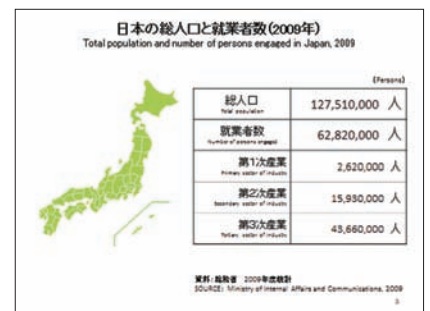 日本の総人口と就業者数(2009年)
Total population and number of persons engaged in Japan, 2009
(Persons)
総人口 127,510,000 人
Total population
就業者数 62,820,000 人
Number of persons engaged
第1次産業 2,620,000 人
Primary sector of industry
第2次産業 15,930,000 人
Secondary sector of industry
第3次産業 43,660,000 人
Tertiary sector of industry
資料:総務省 2009年度統計
SOURCE: Ministry of Internal Affairs and Communications, 2009